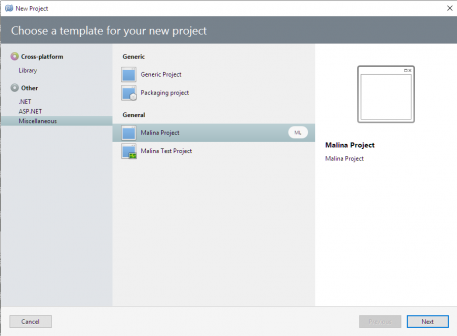 New Project
Choose a template for your new project
Cross-platform
Library
Other
.NET
ASP.NET
Miscellaneous
Generic
Generic Project
Packaging project
General
Malina Project
ML
Malina Test Project
Malina Project
Malina Project
Cancel
Next